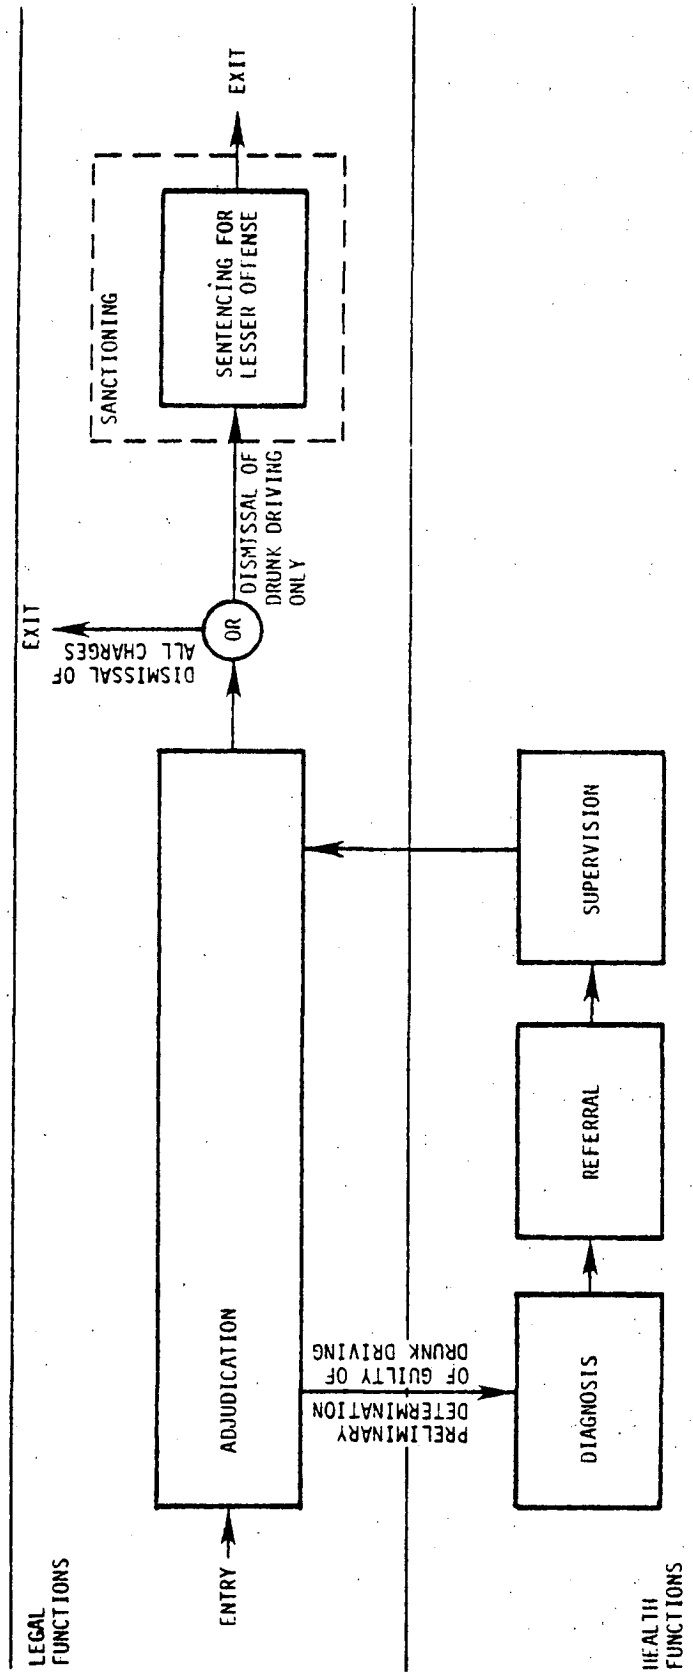 LEGAL
FUNCTIONS
ENTRY
ADJUDICATION
PRELIMINARY
DETERMINATION
OF GUILTY OF
DRUNK DRIVING
DISMISSAL OF
ALL CHARGES
EXIT
OR
DISMISSAL OF
DRUNK DRIVING
ONLY
SANCTIONING
SENTENCING FOR
LESSER OFFENSE
EXIT
HEALTH
FUNCTIONS
DIAGNOSIS
REFERRAL
SUPERVISION